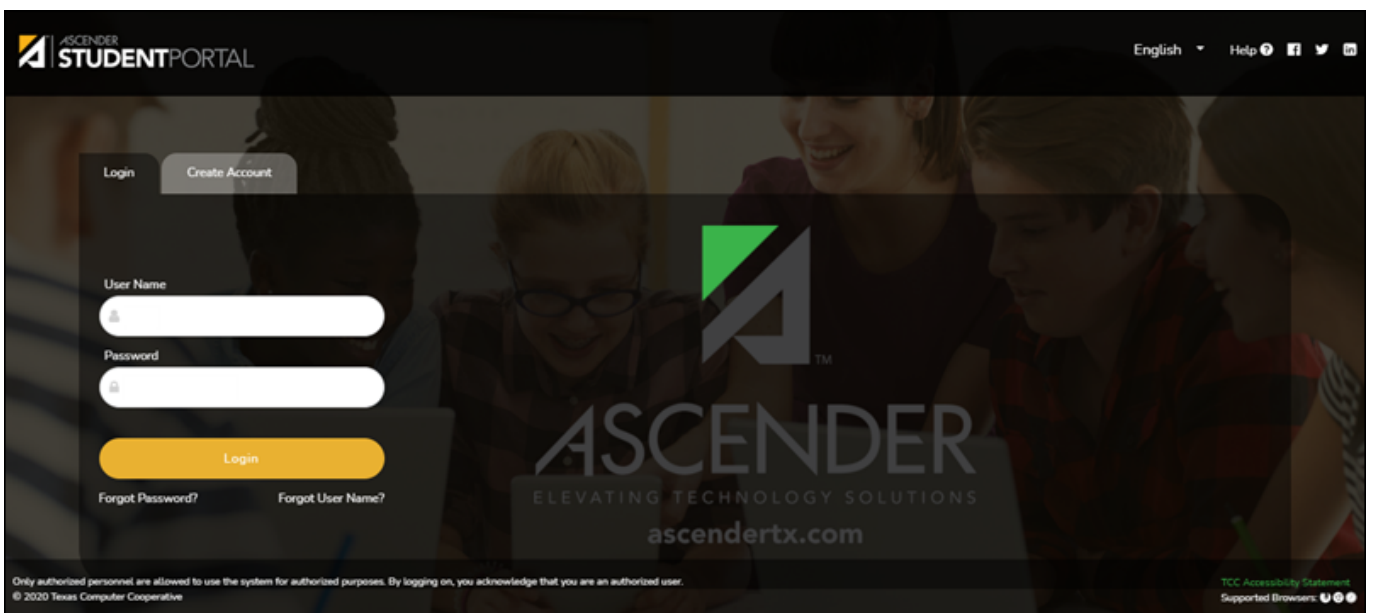 ASCENDER
STUDENTPORTAL
English Help
Login Create Account
User Name
Password
Login
Forgot Password? Forgot User Name?
TM
ASCENDER
ELEVATING TECHNOLOGY SOLUTIONS
ascendertx.com
Only authorized personnel are allowed to use the system for authorized purposes. By logging on, you acknowledge that you are an authorized user.
© 2020 Texas Computer Cooperative
TCC Accessibility Statement
Supported Browsers: